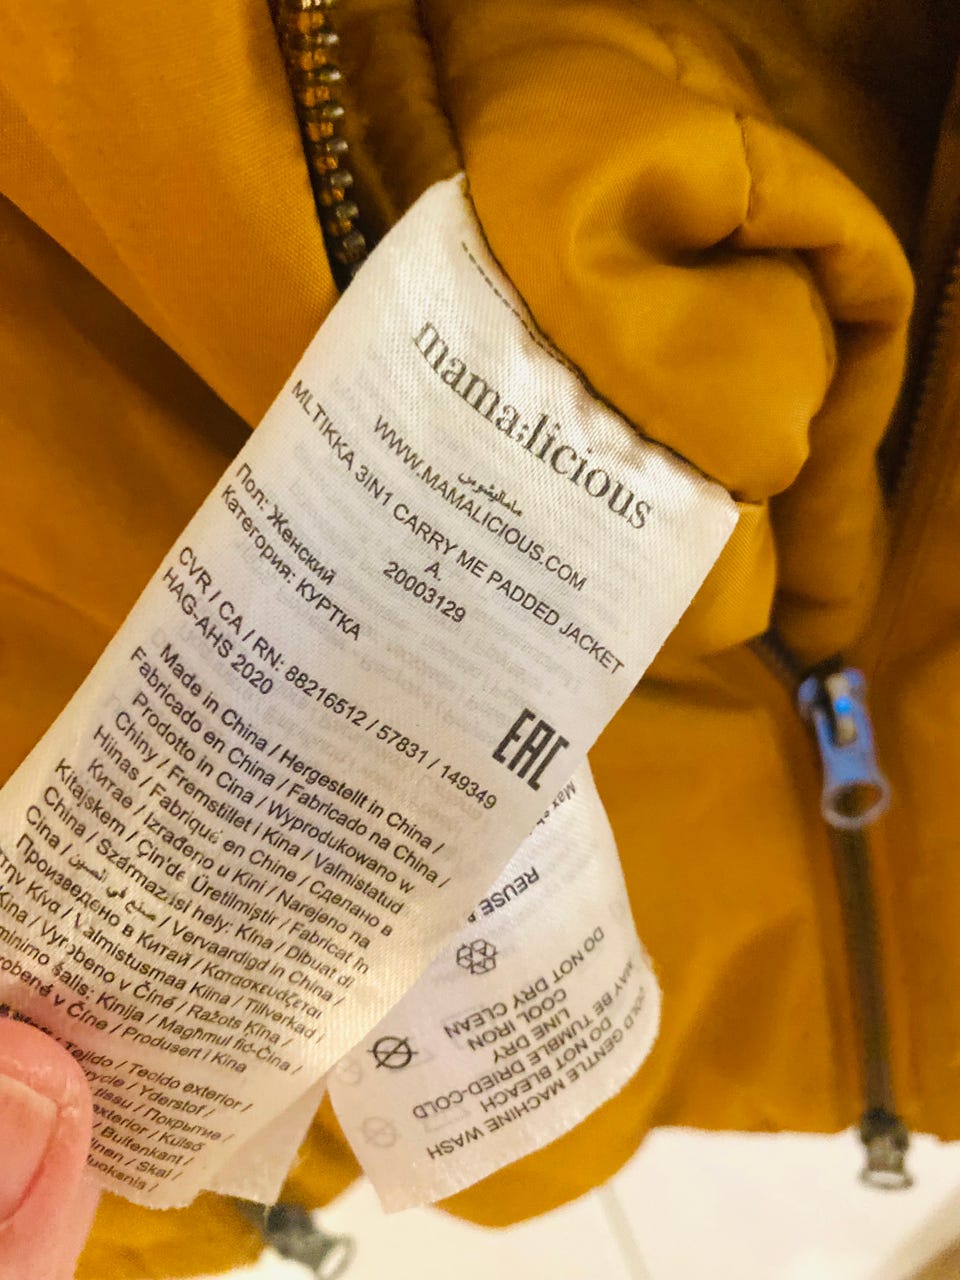 mama;licious
ماماليشوس
WWW.MAMALICIOUS.COM
MLTIKKA 3IN1 CARRY ME PADDED JACKET
A.
20003129
Пол: Женский
Категория: КУРТКА
CVR / CA / RN: 88216512 / 57831 / 149349
HAG-AHS 2020
EAC
Made in China / Hergestellt in China /
Fabricado en China / Fabricado na China /
Prodotto in Cina / Wyprodukowano w
Chiny / Fremstillet i Kina / Valmistatud
Hiinas / Fabriqué en Chine / Сделано в
Китае / Izrađeno u Kini / Narejeno na
Kitajskem / Çin'de Üretilmiştir / Fabricat în
China / Származási hely: Kína / Dibuat di
Cina / صنع في الصين / Vervaardigd in China /
Произведено в Китай / Κατασκευάζεται
στην Κίνα / Valmistusmaa Kiina / Tillverkad i
Kina / Vyrobeno v Číně / Ražots Ķīna /
šalis: Kinija / Magħmul fiċ-Ċina /
v Číne / Produsert i Kina
Tejido / Tecido exterior /
Yderstof /
tissu / Покрытие /
exterior / Külső
Buitenkant /
Skal /
REUSE
GENTLE MACHINE WASH
DO NOT BLEACH
MAY BE TUMBLE DRIED-COLD
LINE DRY
COOL IRON
DO NOT DRY CLEAN